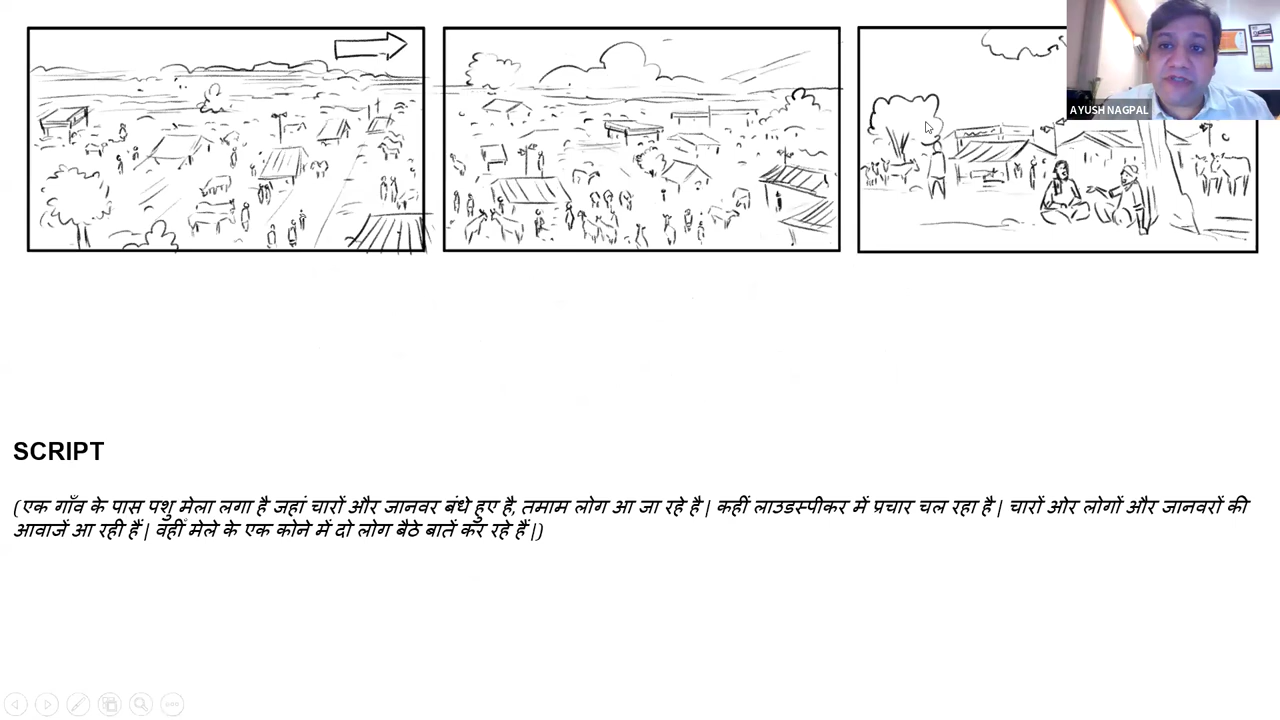 AYUSH NAGPAL
SCRIPT
(एक गाँव के पास पशु मेला लगा है जहां चारों और जानवर बंधे हुए है, तमाम लोग आ जा रहे है | कहीं लाउडस्पीकर में प्रचार चल रहा है | चारों ओर लोगों और जानवरों की
आवाजें आ रही हैं | वहीँ मेले के एक कोने में दो लोग बैठे बातें कर रहे हैं |)